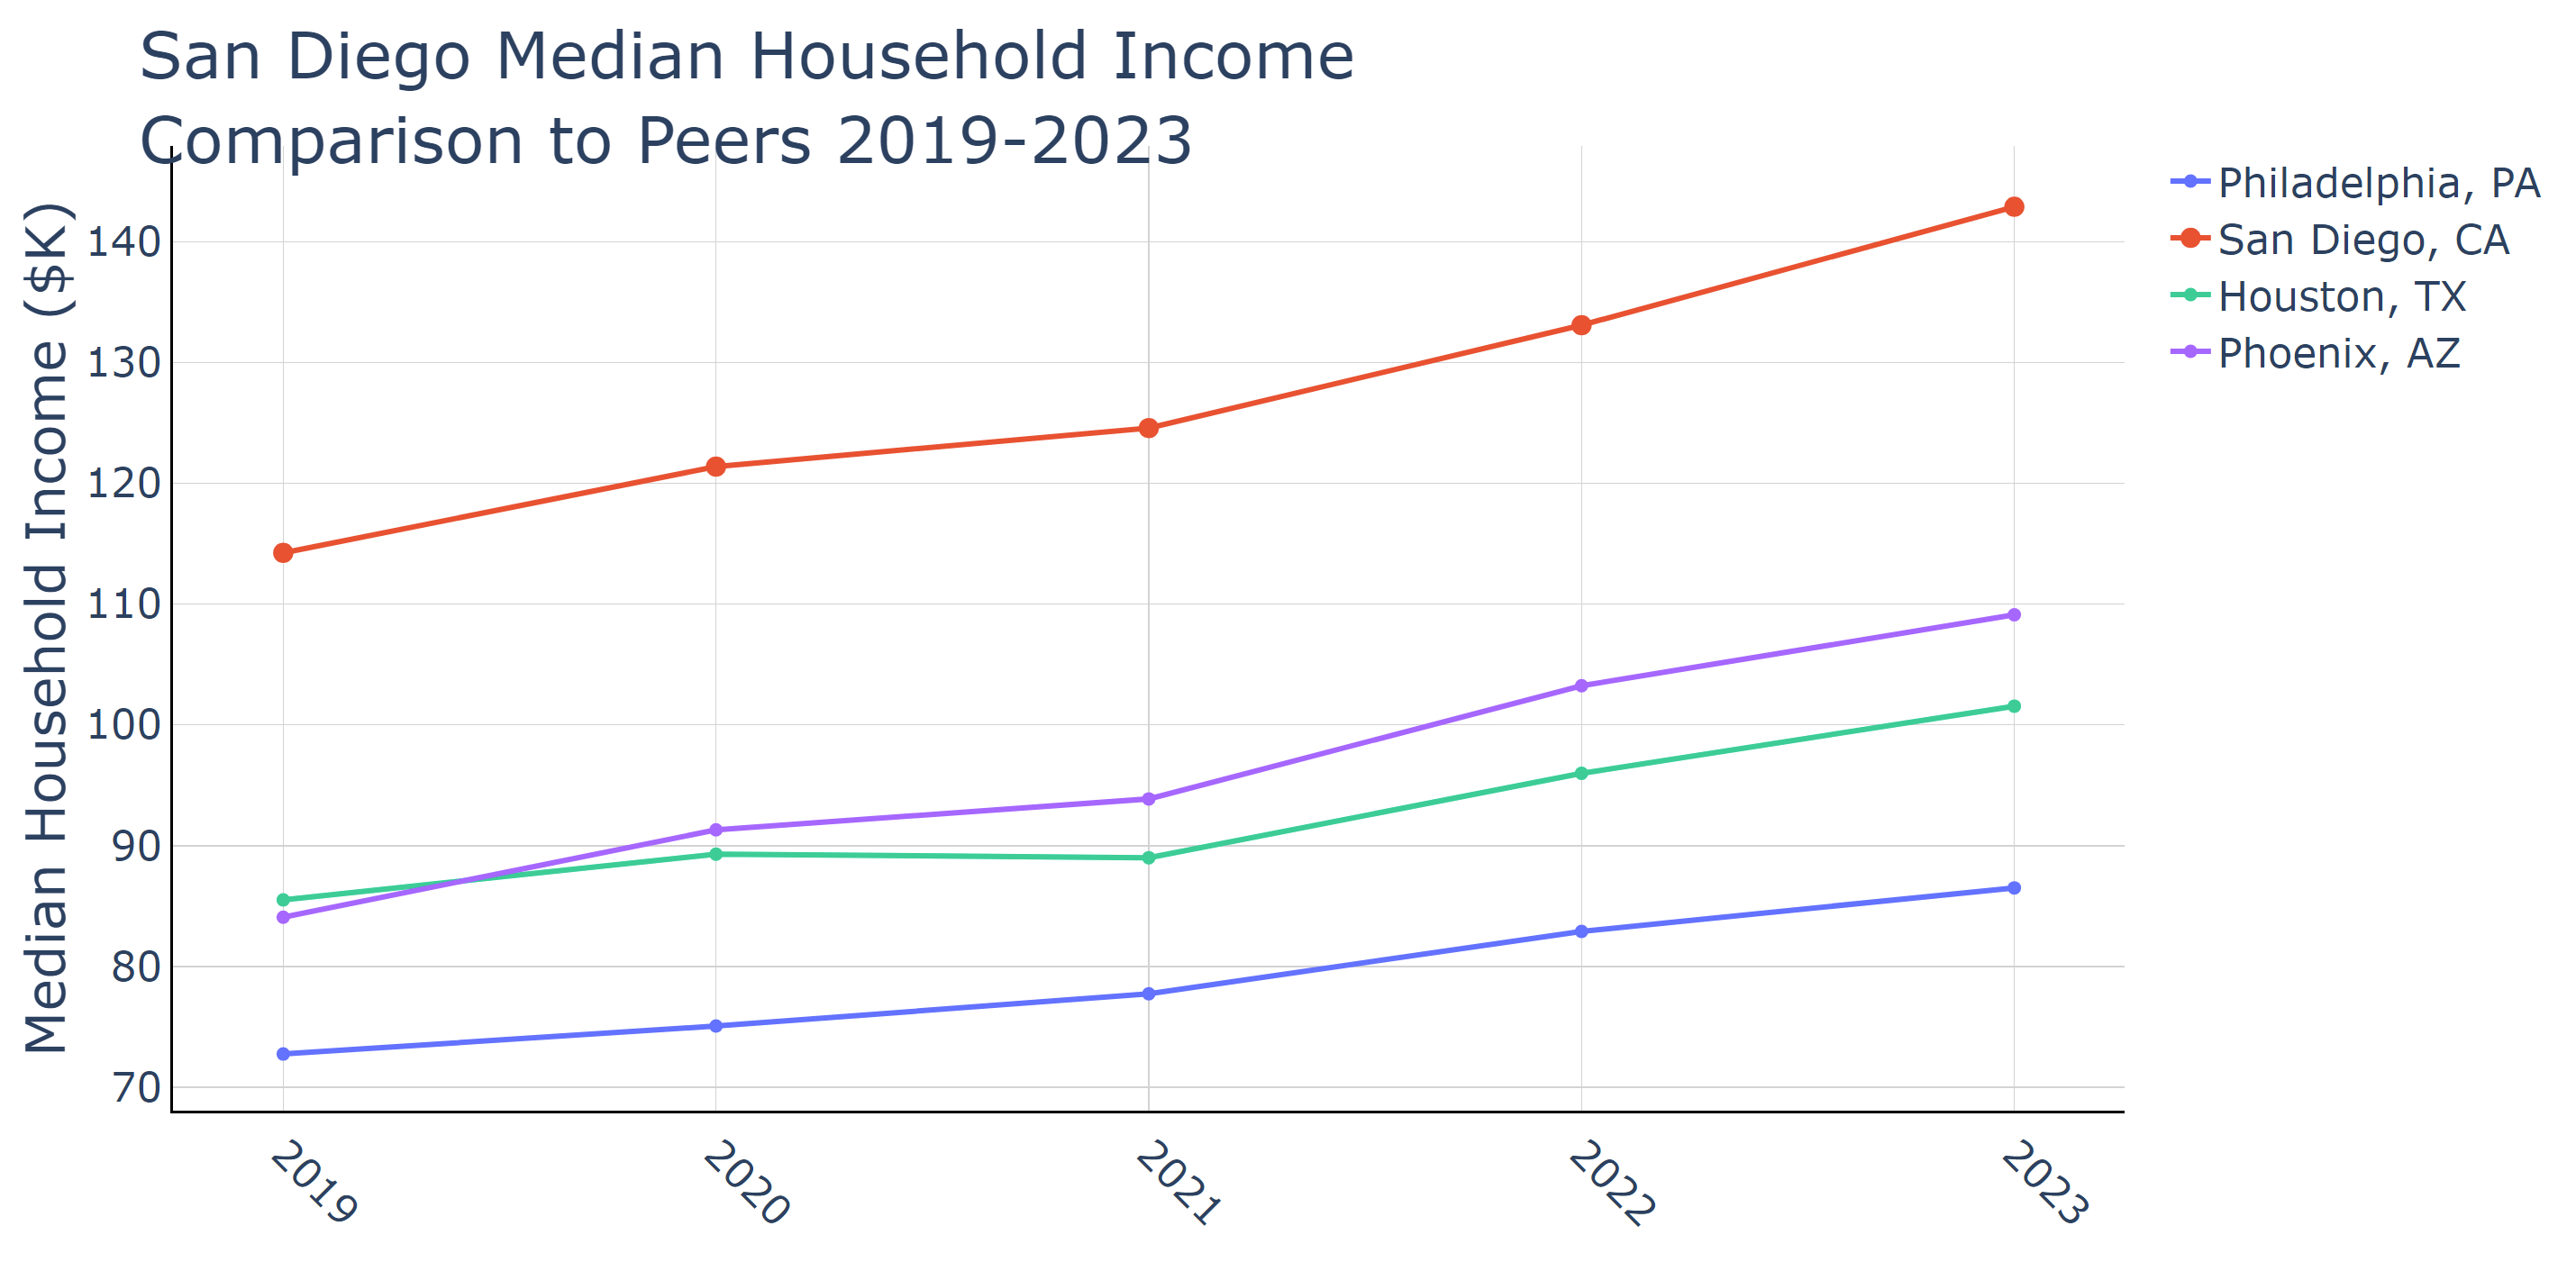 San Diego Median Household Income
Comparison to Peers 2019-2023
Median Household Income ($K)
140
130
120
110
100
90
80
70
2019
2020
2021
2022
2023
Philadelphia, PA
San Diego, CA
Houston, TX
Phoenix, AZ